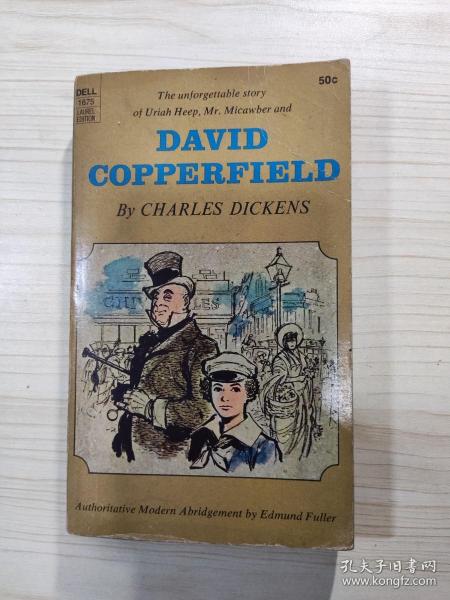 DELL
1675
LAUREL
EDITION
50c
The unforgettable story
of Uriah Heep, Mr. Micawber and
DAVID
COPPERFIELD
By CHARLES DICKENS
Authoritative Modern Abridgement by Edmund Fuller
孔夫子旧书网
www.kongfz.com